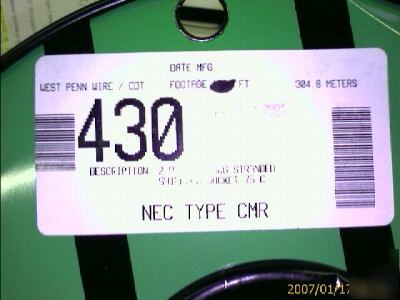 DATE MFG
WEST PENN WIRE / CDT FOOTAGE FT 304.8 METERS
430
DESCRIPTION 2 STRANDED
JACKET 75 C
NEC TYPE CMR
2007/01/17